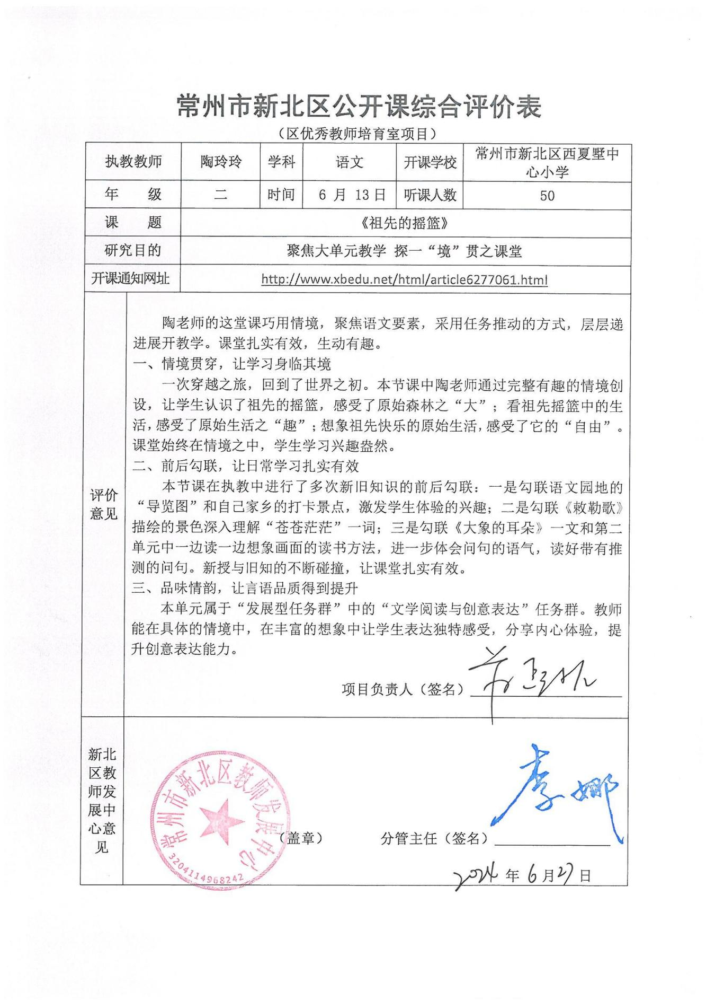 常州市新北区公开课综合评价表
（区优秀教师培育室项目）
执教教师 陶玲玲 学科 语文 开课学校 常州市新北区西夏墅中
心小学
年 级 二 时间 6 月 13 日 听课人数 50
课 题 《祖先的摇篮》
研究目的 聚焦大单元教学 探一“境”贯之课堂
开课通知网址 http://www.xbedu.net/html/article6277061.html
评价
意见
陶老师的这堂课巧用情境，聚焦语文要素，采用任务推动的方式，层层递
进展开教学。课堂扎实有效，生动有趣。
一、情境贯穿，让学习身临其境
一次穿越之旅，回到了世界之初。本节课中陶老师通过完整有趣的情境创
设，让学生认识了祖先的摇篮，感受了原始森林之“大”；看祖先摇篮中的生
活，感受了原始生活之“趣”；想象祖先快乐的原始生活，感受了它的“自由”。
课堂始终在情境之中，学生学习兴趣盎然。
二、前后勾联，让日常学习扎实有效
本节课在执教中进行了多次新旧知识的前后勾联：一是勾联语文园地的
“导览图”和自己家乡的打卡景点，激发学生体验的兴趣；二是勾联《敕勒歌》
描绘的景色深入理解“苍苍茫茫”一词；三是勾联《大象的耳朵》一文和第二
单元中一边读一边想象画面的读书方法，进一步体会问句的语气，读好带有推
测的问句。新授与旧知的不断碰撞，让课堂扎实有效。
三、品味情韵，让言语品质得到提升
本单元属于“发展型任务群”中的“文学阅读与创意表达”任务群。教师
能在具体的情境中，在丰富的想象中让学生表达独特感受，分享内心体验，提
升创意表达能力。
项目负责人（签名）
新北
区教
师发
展中
心意
见
常州市新北区教师发展中心
3204114968242
（盖章） 分管主任（签名） 李娜
2024 年 6 月 27 日